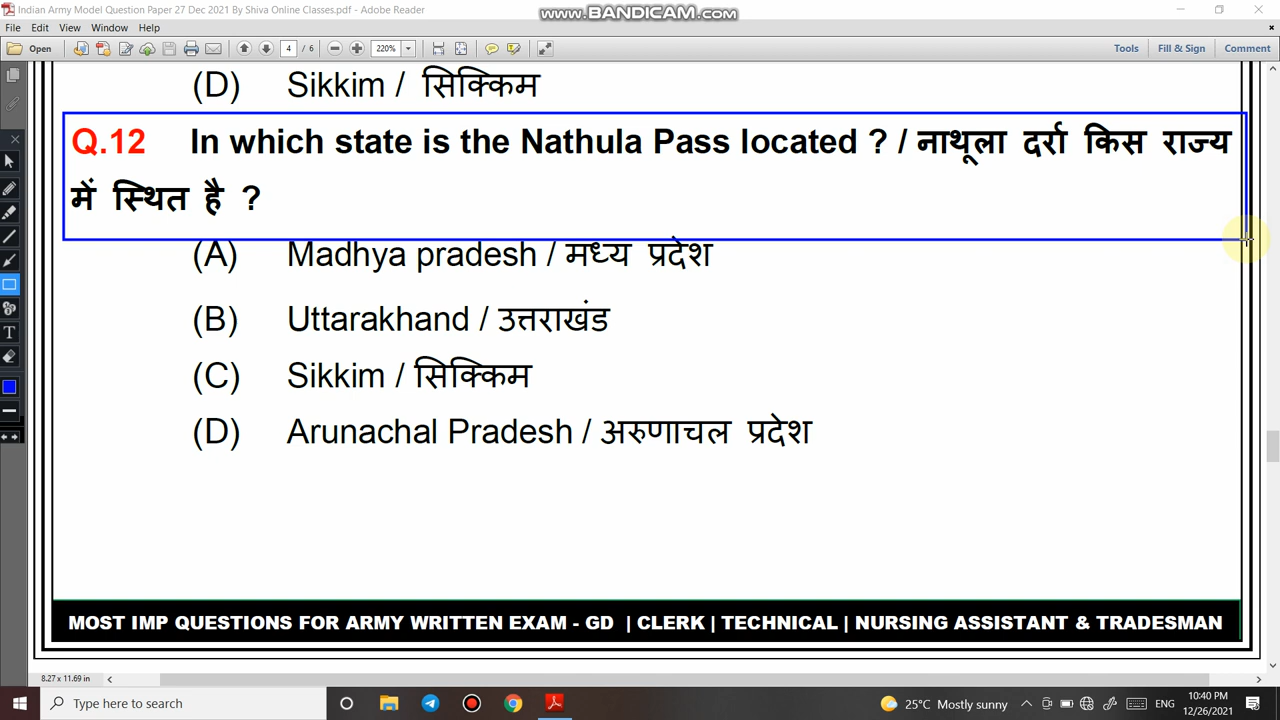 Indian Army Model Question Paper 27 Dec 2021 By Shiva Online Classes.pdf - Adobe Reader
www.BANDICAM.com
File Edit View Window Help
Open 4 / 6 220% Tools Fill & Sign Comment
(D) Sikkim / सिक्किम
Q.12 In which state is the Nathula Pass located ? / नाथूला दर्रा किस राज्य
में स्थित है ?
(A) Madhya pradesh / मध्य प्रदेश
(B) Uttarakhand / उत्तराखंड
(C) Sikkim / सिक्किम
(D) Arunachal Pradesh / अरुणाचल प्रदेश
MOST IMP QUESTIONS FOR ARMY WRITTEN EXAM - GD | CLERK | TECHNICAL | NURSING ASSISTANT & TRADESMAN
8.27 x 11.69 in
Type here to search 25°C Mostly sunny ENG 10:40 PM
12/26/2021